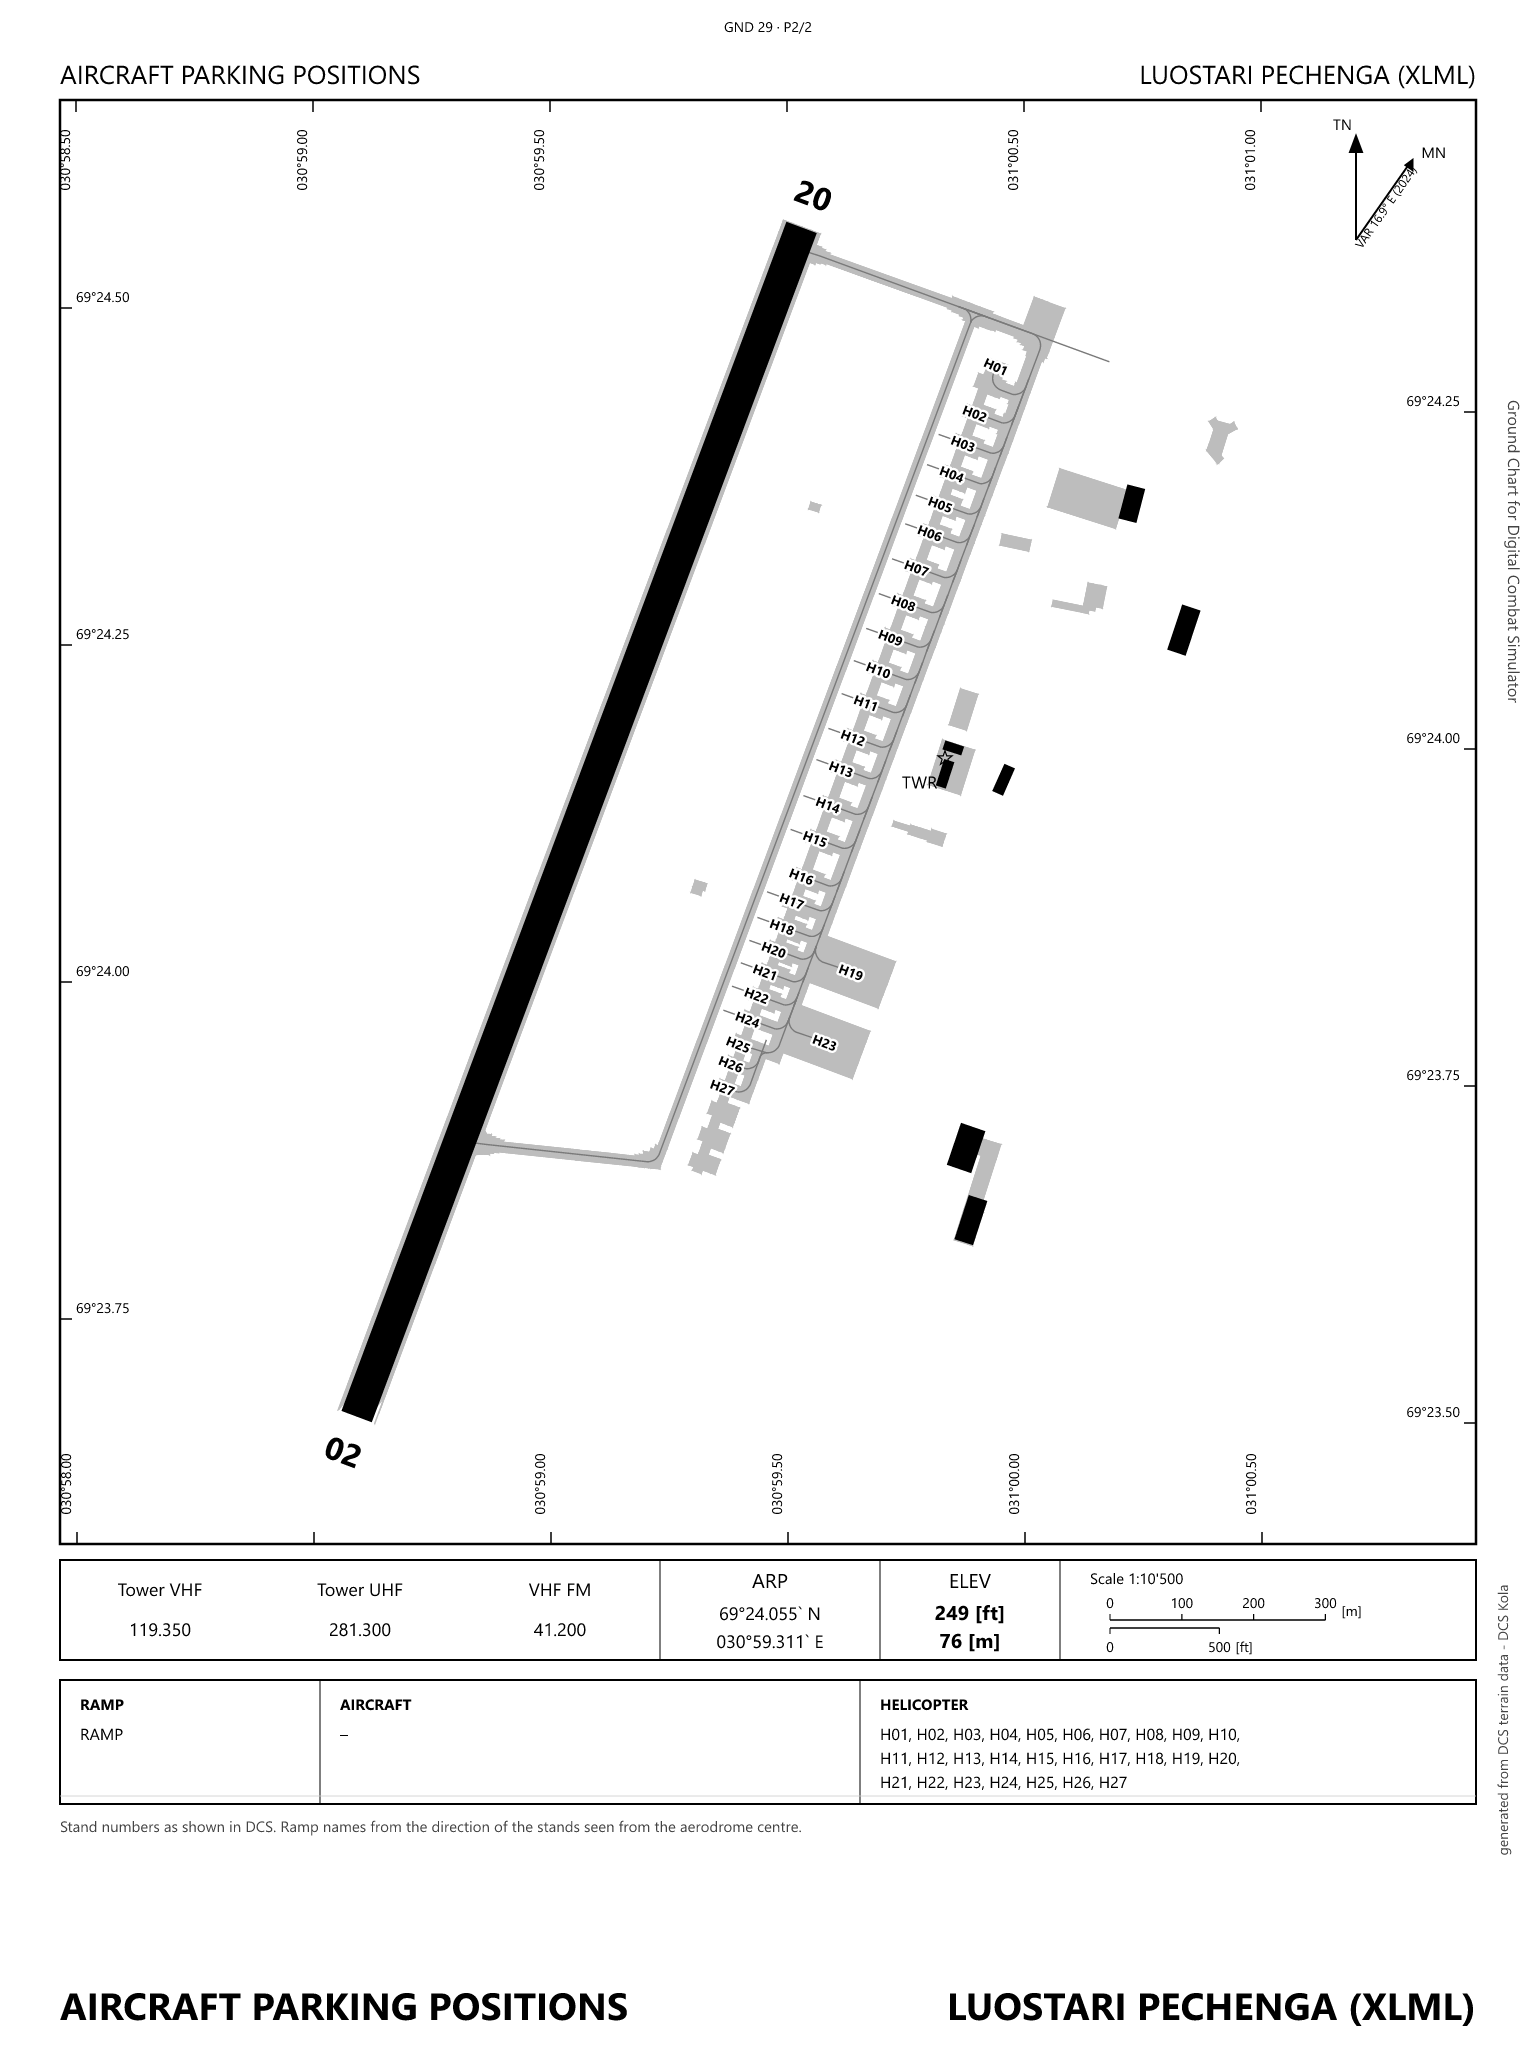 GND 29 · P2/2
AIRCRAFT PARKING POSITIONS
LUOSTARI PECHENGA (XLML)
030°58.50
030°59.00
030°59.50
031°00.50
031°01.00
TN
MN
VAR 16.9° E (2024)
20
69°24.50
69°24.25
69°24.00
69°23.75
69°24.25
69°24.00
69°23.75
69°23.50
H01
H02
H03
H04
H05
H06
H07
H08
H09
H10
H11
H12
H13
TWR
H14
H15
H16
H17
H18
H20
H19
H21
H22
H24
H23
H25
H26
H27
02
030°58.00
030°59.00
030°59.50
031°00.00
031°00.50
Ground Chart for Digital Combat Simulator
Tower VHF
119.350
Tower UHF
281.300
VHF FM
41.200
ARP
69°24.055` N
030°59.311` E
ELEV
249 [ft]
76 [m]
Scale 1:10'500
0 100 200 300 [m]
0 500 [ft]
RAMP
RAMP
AIRCRAFT
–
HELICOPTER
H01, H02, H03, H04, H05, H06, H07, H08, H09, H10,
H11, H12, H13, H14, H15, H16, H17, H18, H19, H20,
H21, H22, H23, H24, H25, H26, H27
generated from DCS terrain data - DCS Kola
Stand numbers as shown in DCS. Ramp names from the direction of the stands seen from the aerodrome centre.
AIRCRAFT PARKING POSITIONS
LUOSTARI PECHENGA (XLML)